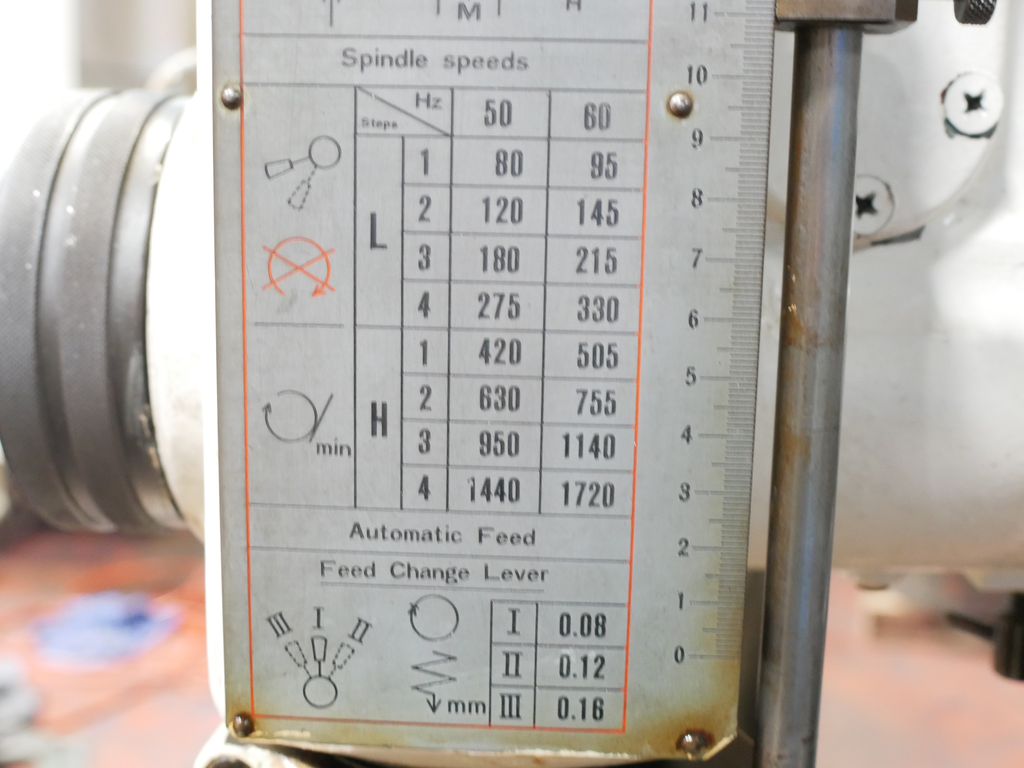 M H
Spindle speeds
Hz
Steps
50 60
L
1 80 95
2 120 145
3 180 215
4 275 330
H
1 420 505
2 630 755
3 950 1140
4 1440 1720
/min
Automatic Feed
Feed Change Lever
III I II
mm
I 0.08
II 0.12
III 0.16
11
10
9
8
7
6
5
4
3
2
1
0